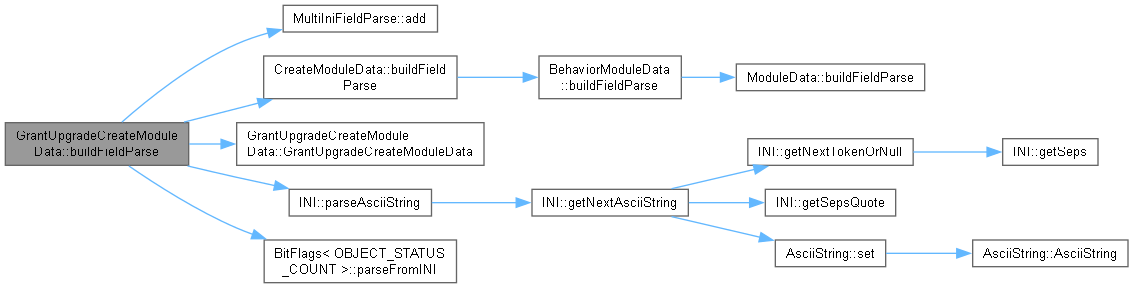 MultiIniFieldParse::add
CreateModuleData::buildField
Parse
BehaviorModuleData
::buildFieldParse
ModuleData::buildFieldParse
GrantUpgradeCreateModule
Data::buildFieldParse
GrantUpgradeCreateModule
Data::GrantUpgradeCreateModuleData
INI::getNextTokenOrNull
INI::getSeps
INI::parseAsciiString
INI::getNextAsciiString
INI::getSepsQuote
BitFlags< OBJECT_STATUS
_COUNT >::parseFromINI
AsciiString::set
AsciiString::AsciiString